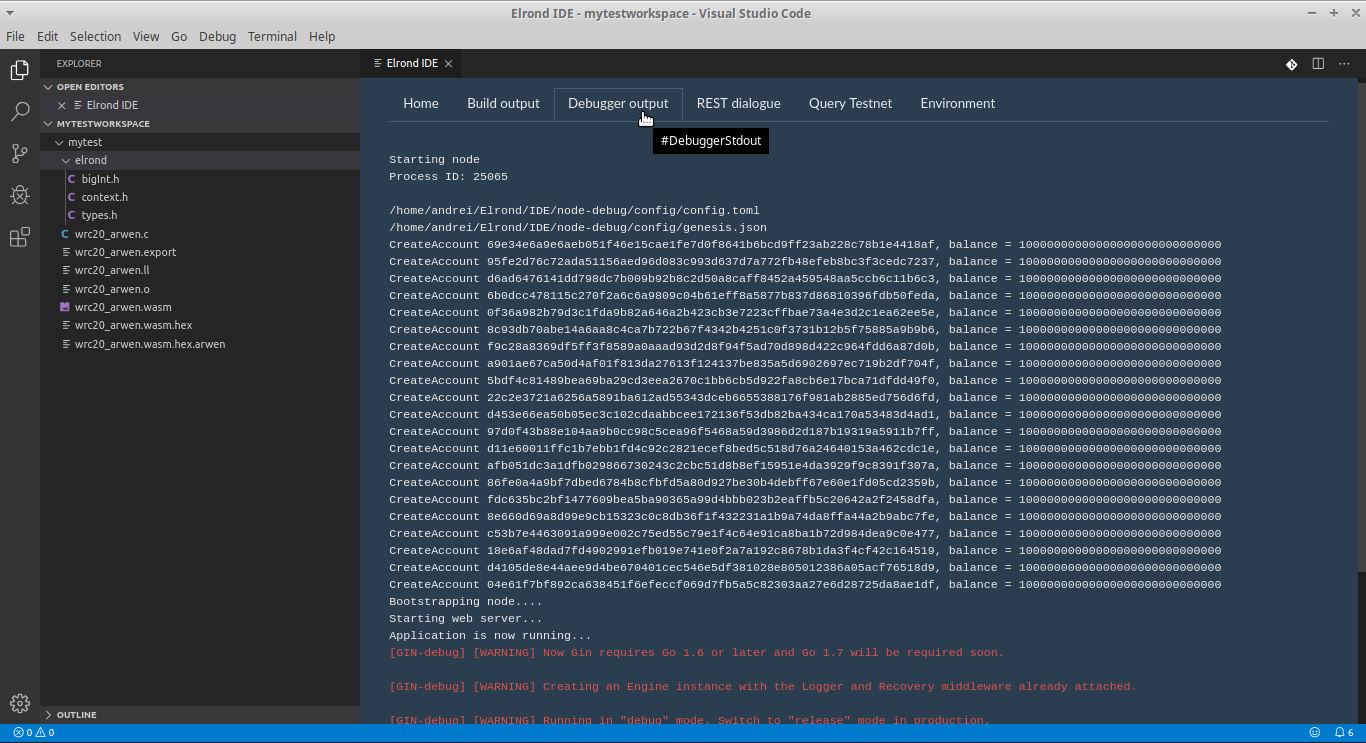 Elrond IDE - mytestworkspace - Visual Studio Code
File Edit Selection View Go Debug Terminal Help
EXPLORER
OPEN EDITORS
Elrond IDE
MYTESTWORKSPACE
mytest
elrond
C bigInt.h
C context.h
C types.h
C wrc20_arwen.c
wrc20_arwen.export
wrc20_arwen.ll
wrc20_arwen.o
wrc20_arwen.wasm
wrc20_arwen.wasm.hex
wrc20_arwen.wasm.hex.arwen
OUTLINE
Elrond IDE
Home Build output Debugger output REST dialogue Query Testnet Environment
#DebuggerStdout
Starting node
Process ID: 25065
/home/andrei/Elrond/IDE/node-debug/config/config.toml
/home/andrei/Elrond/IDE/node-debug/config/genesis.json
CreateAccount 69e34e6a9e6aeb051f46e15cae1fe7d0f8641b6bcd9ff23ab228c78b1e4418af, balance = 1000000000000000000000000000
CreateAccount 95fe2d76c72ada51156aed96d083c993d637d7a772fb48efeb8bc3f3cedc7237, balance = 1000000000000000000000000000
CreateAccount d6ad6476141dd798dc7b009b92b8c2d50a8caff8452a459548aa5ccb6c11b6c3, balance = 1000000000000000000000000000
CreateAccount 6b0dcc478115c270f2a6c6a9809c04b61eff8a5877b837d86810396fdb50feda, balance = 1000000000000000000000000000
CreateAccount 0f36a982b79d3c1fda9b82a646a2b423cb3e7223cffbae73a4e3d2c1ea62ee5e, balance = 1000000000000000000000000000
CreateAccount 8c93db70abe14a6aa8c4ca7b722b67f4342b4251c0f3731b12b5f75885a9b9b6, balance = 1000000000000000000000000000
CreateAccount f9c28a8369df5ff3f8589a0aaad93d2d8f94f5ad70d898d422c964fdd6a87d0b, balance = 1000000000000000000000000000
CreateAccount a901ae67ca50d4af01f813da27613f124137be835a5d6902697ec719b2df704f, balance = 1000000000000000000000000000
CreateAccount 5bdf4c81489bea69ba29cd3eea2670c1bb6cb5d922fa8cb6e17bca71dfdd49f0, balance = 1000000000000000000000000000
CreateAccount 22c2e3721a6256a5891ba612ad55343dceb6655388176f981ab2885ed756d6fd, balance = 1000000000000000000000000000
CreateAccount d453e66ea50b05ec3c102cdaabbcee172136f53db82ba434ca170a53483d4ad1, balance = 1000000000000000000000000000
CreateAccount 97d0f43b88e104aa9b0cc98c5cea96f5468a59d3986d2d187b19319a5911b7ff, balance = 1000000000000000000000000000
CreateAccount d11e60011ffc1b7ebb1fd4c92c2821ecef8bed5c518d76a24640153a462cdc1e, balance = 1000000000000000000000000000
CreateAccount afb051dc3a1dfb029866730243c2cbc51d8b8ef15951e4da3929f9c8391f307a, balance = 1000000000000000000000000000
CreateAccount 86fe0a4a9bf7dbed6784b8cfbfd5a80d927be30b4debff67e60e1fd05cd2359b, balance = 1000000000000000000000000000
CreateAccount fdc635bc2bf1477609bea5ba90365a99d4bbb023b2eaffb5c20642a2f2458dfa, balance = 1000000000000000000000000000
CreateAccount 8e660d69a8d99e9cb15323c0c8db36f1f432231a1b9a74da8ffa44a2b9abc7fe, balance = 1000000000000000000000000000
CreateAccount c53b7e4463091a999e002c75ed55c79e1f4c64e91ca8ba1b72d984dea9c0e477, balance = 1000000000000000000000000000
CreateAccount 18e6af48dad7fd4902991efb019e741e0f2a7a192c8678b1da3f4cf42c164519, balance = 1000000000000000000000000000
CreateAccount d4105de8e44aee9d4be670401cec546e5df381028e805012386a05acf76518d9, balance = 1000000000000000000000000000
CreateAccount 04e61f7bf892ca638451f6efeccf069d7fb5a5c82303aa27e6d28725da8ae1df, balance = 1000000000000000000000000000
Bootstrapping node....
Starting web server...
Application is now running...
[GIN-debug] [WARNING] Now Gin requires Go 1.6 or later and Go 1.7 will be required soon.
[GIN-debug] [WARNING] Creating an Engine instance with the Logger and Recovery middleware already attached.
[GIN-debug] [WARNING] Running in "debug" mode. Switch to "release" mode in production.
0 0 6